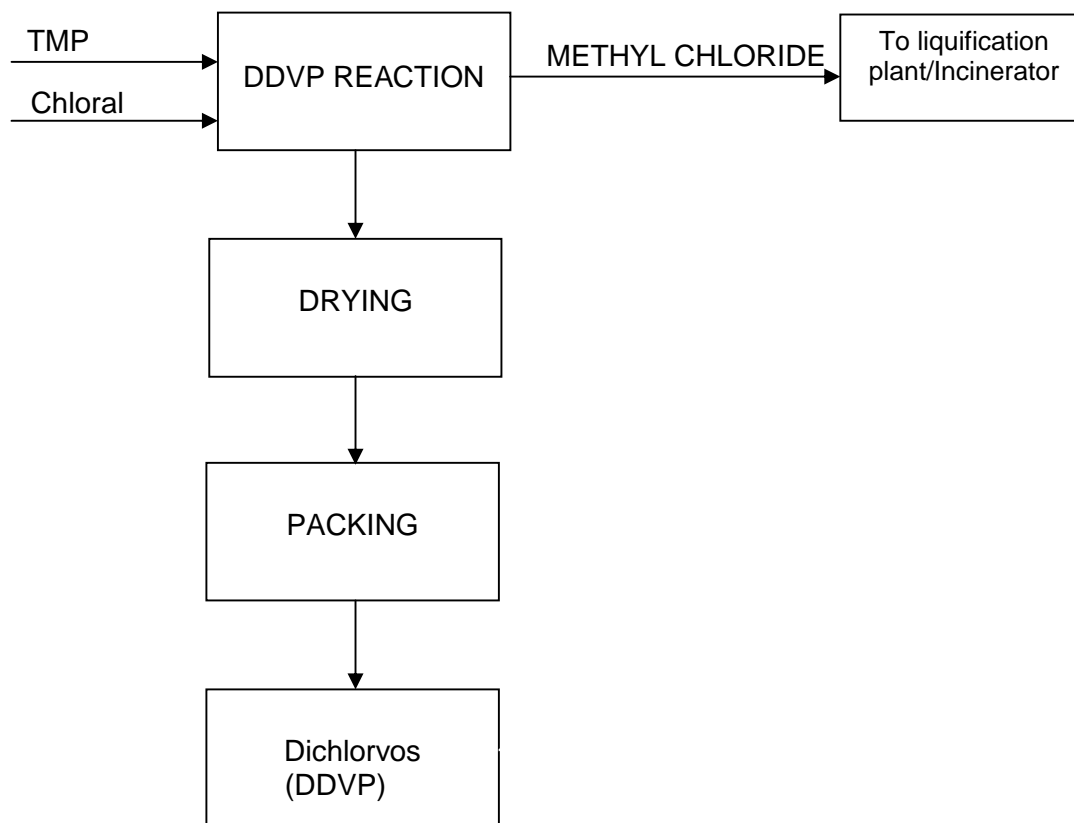 TMP
Chloral
DDVP REACTION
METHYL CHLORIDE
To liquification
plant/Incinerator
DRYING
PACKING
Dichlorvos
(DDVP)